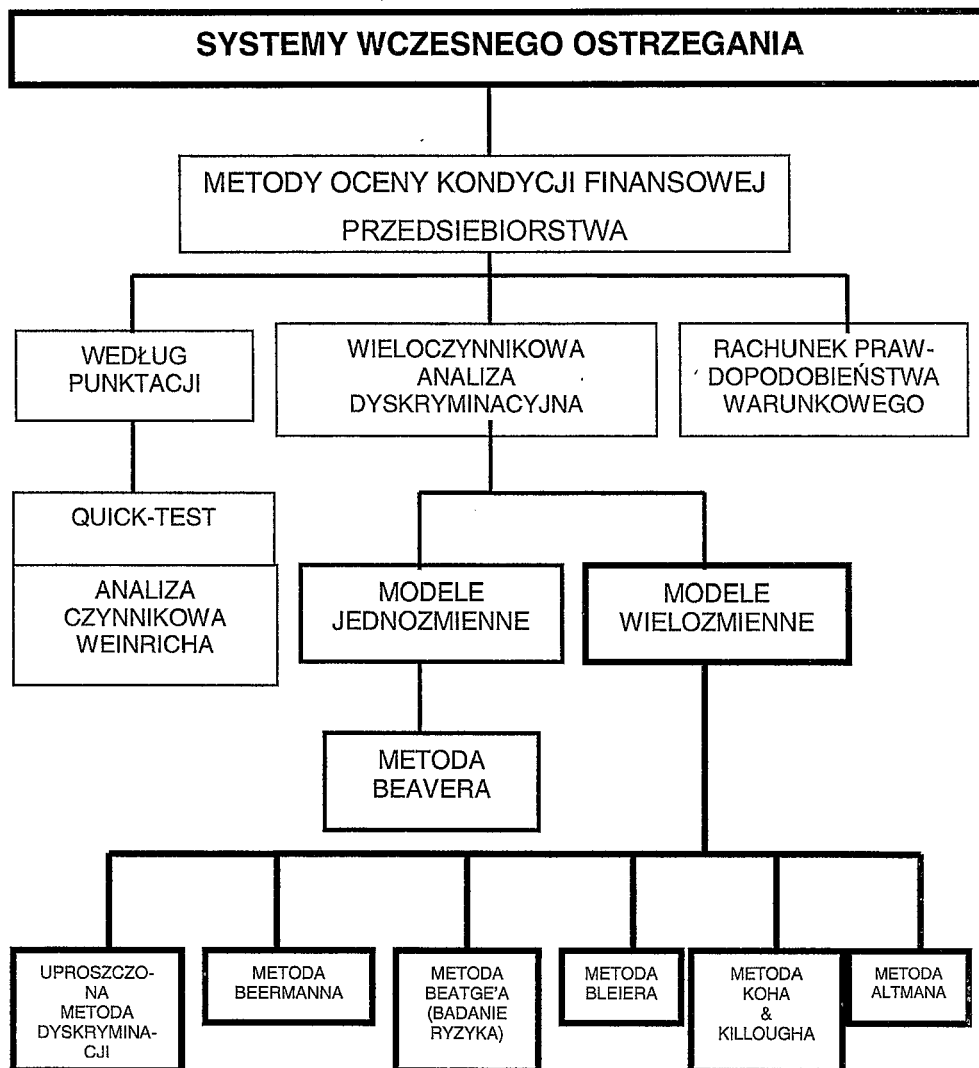 SYSTEMY WCZESNEGO OSTRZEGANIA
METODY OCENY KONDYCJI FINANSOWEJ
PRZEDSIEBIORSTWA
WEDŁUG
PUNKTACJI
WIELOCZYNNIKOWA
ANALIZA
DYSKRYMINACYJNA
RACHUNEK PRAW-
DOPODOBIEŃSTWA
WARUNKOWEGO
QUICK-TEST
ANALIZA
CZYNNIKOWA
WEINRICHA
MODELE
JEDNOZMIENNE
MODELE
WIELOZMIENNE
METODA
BEAVERA
UPROSZCZO-
NA
METODA
DYSKRYMINA-
CJI
METODA
BEERMANNA
METODA
BEATGE'A
(BADANIE
RYZYKA)
METODA
BLEIERA
METODA
KOHA
&
KILLOUGHA
METODA
ALTMANA